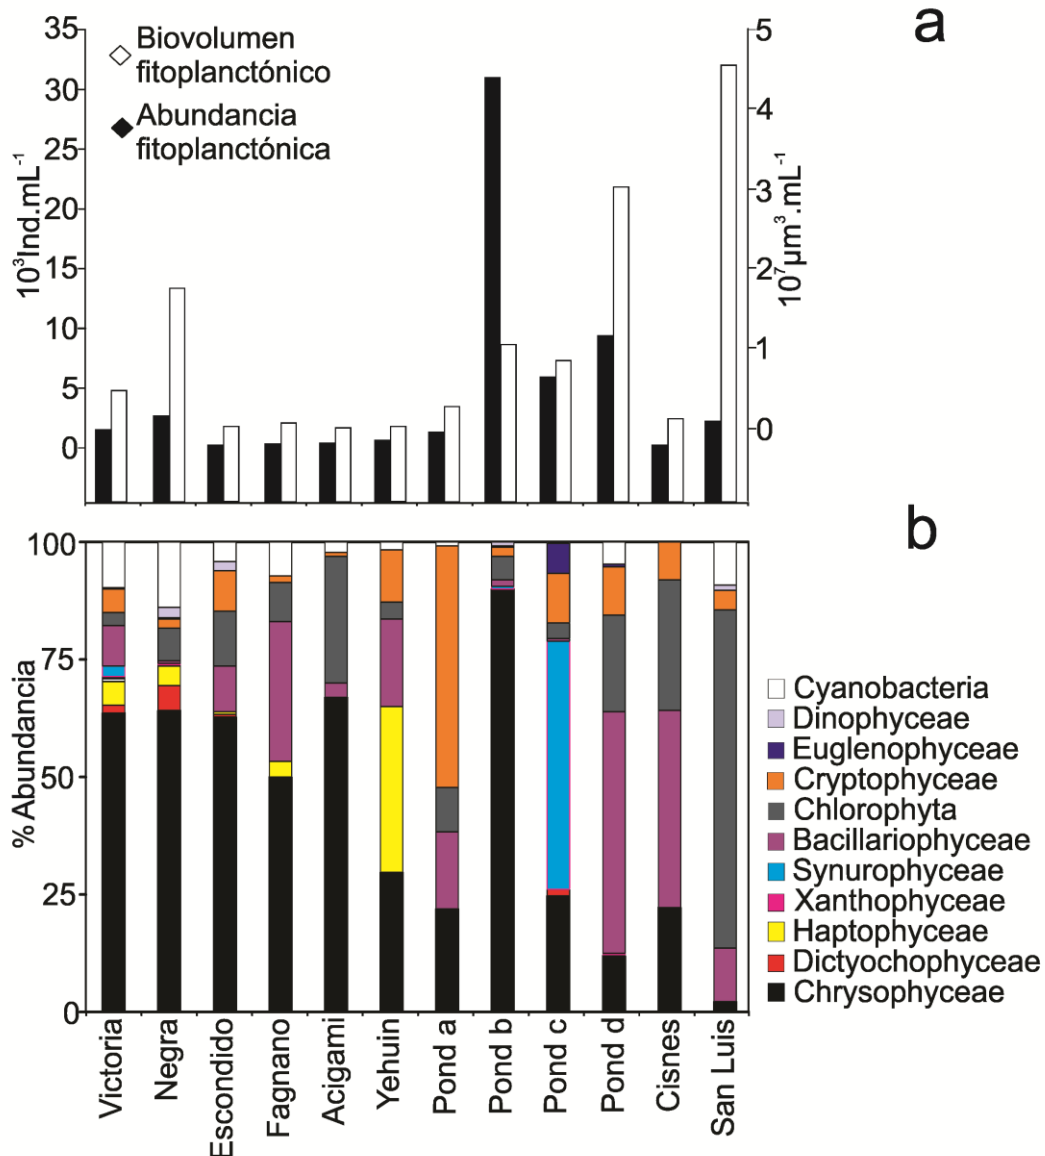 a
Biovolumen
fitoplanctónico
Abundancia
fitoplanctónica
10³Ind.mL⁻¹
35
30
25
20
15
10
5
0
10⁷µm³.mL⁻¹
5
4
3
2
1
0
b
% Abundancia
100
75
50
25
0
Cyanobacteria
Dinophyceae
Euglenophyceae
Cryptophyceae
Chlorophyta
Bacillariophyceae
Synurophyceae
Xanthophyceae
Haptophyceae
Dictyochophyceae
Chrysophyceae
Victoria
Negra
Escondido
Fagnano
Acigami
Yehuin
Pond a
Pond b
Pond c
Pond d
Cisnes
San Luis